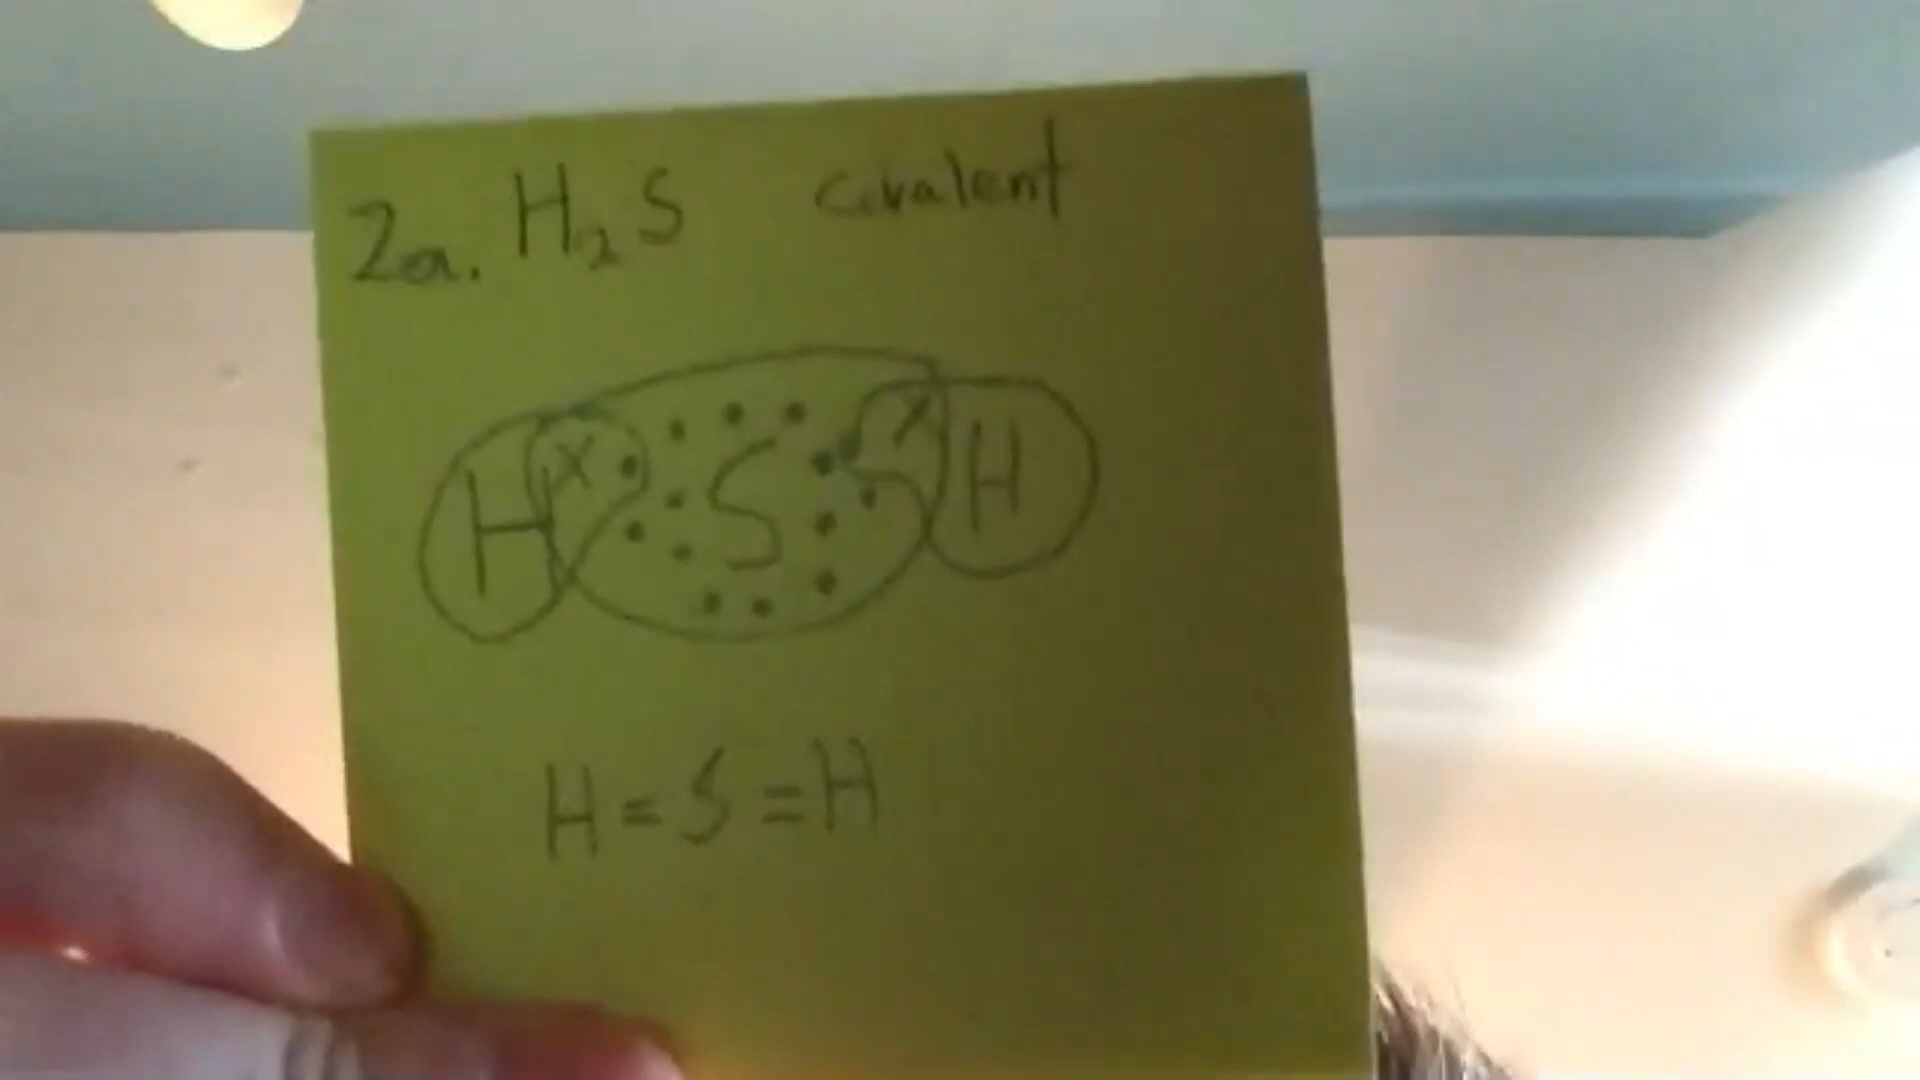 2a. H₂S covalent
H x S x H
H = S = H